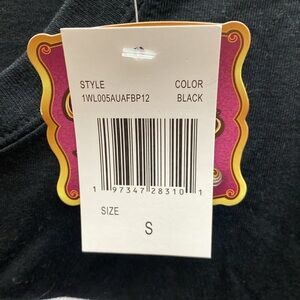 STYLE COLOR
1WL005AUAFBP12 BLACK
1 97347 28310 1
SIZE
S